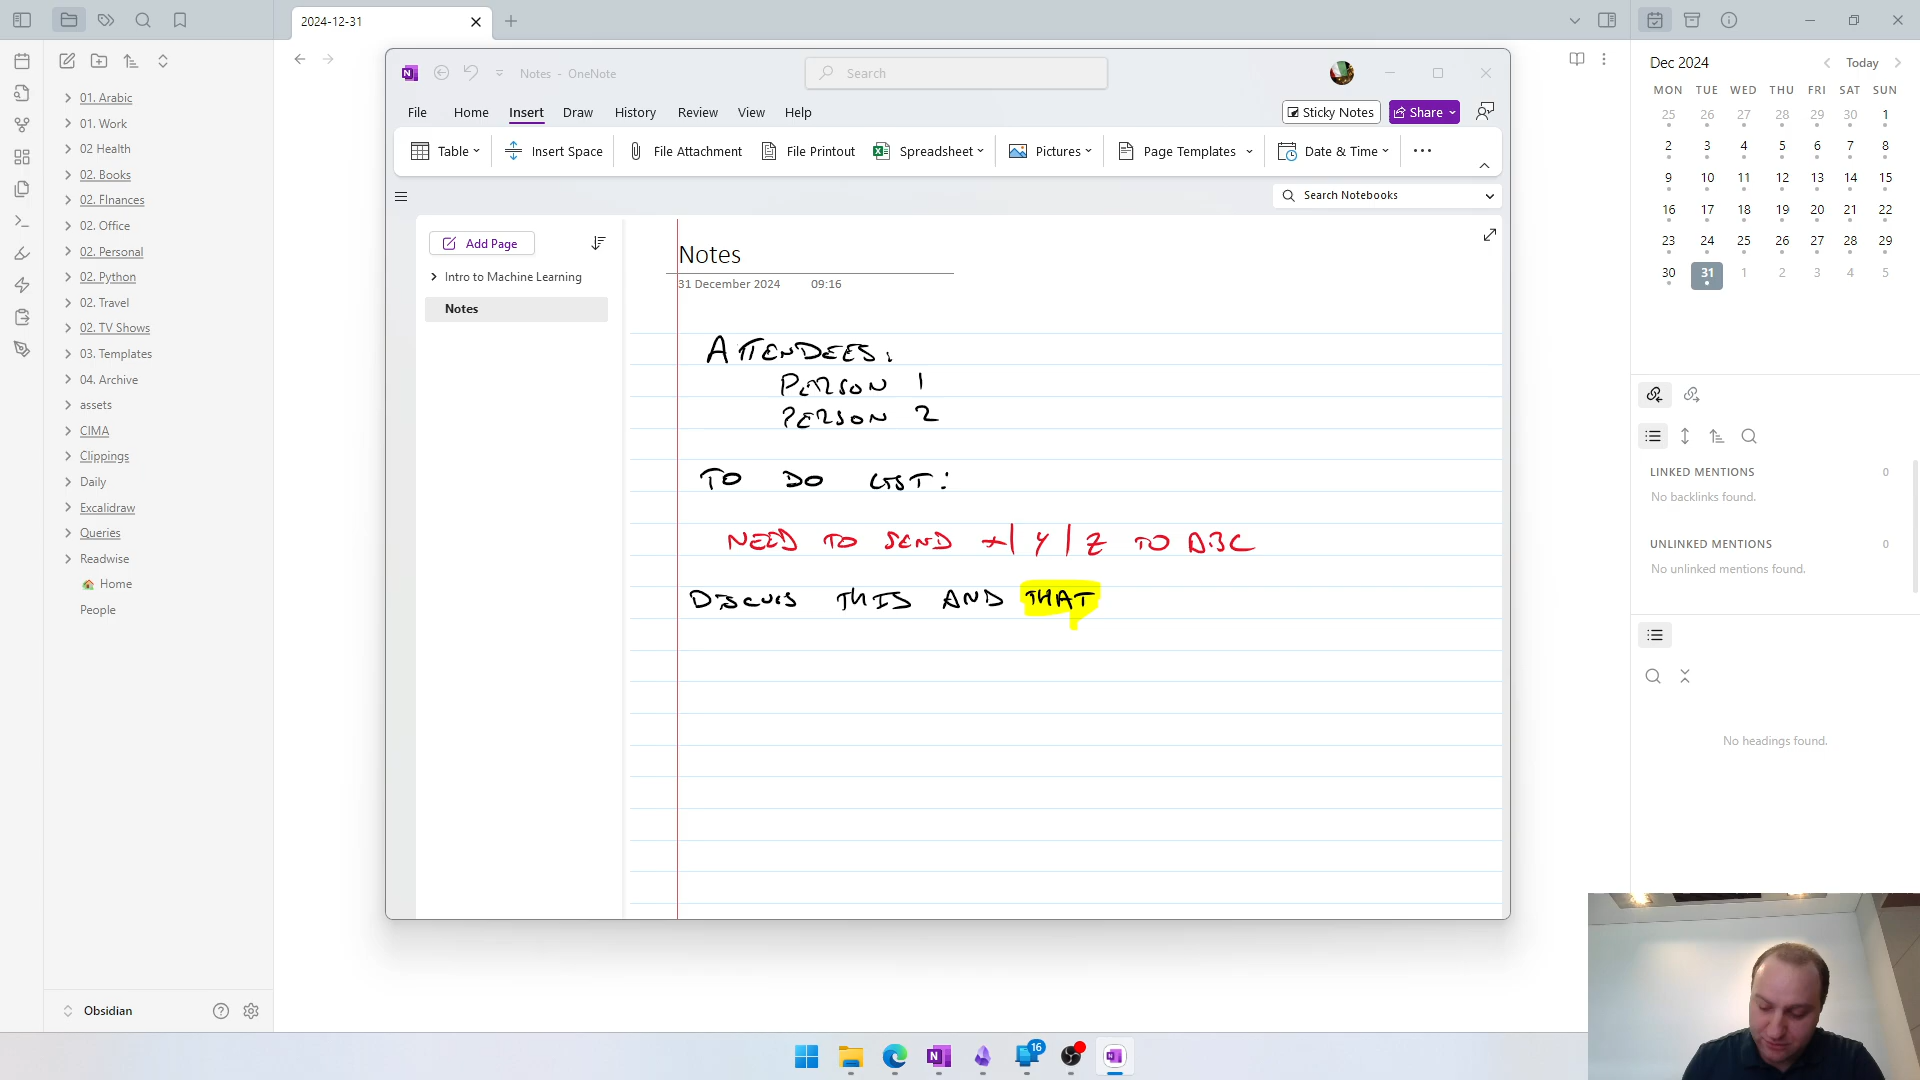 2024-12-31
Notes - OneNote
Search
File Home Insert Draw History Review View Help
Sticky Notes Share
Table Insert Space File Attachment File Printout Spreadsheet Pictures Page Templates Date & Time
Search Notebooks
Add Page
Intro to Machine Learning
Notes
Notes
31 December 2024 09:16
ATTENDEES:
PERSON 1
PERSON 2
TO DO LIST:
NEED TO SEND x | Y | Z TO ABC
DISCUSS THIS AND THAT
01. Arabic
01. Work
02 Health
02. Books
02. FInances
02. Office
02. Personal
02. Python
02. Travel
02. TV Shows
03. Templates
04. Archive
assets
CIMA
Clippings
Daily
Excalidraw
Queries
Readwise
Home
People
Obsidian
Dec 2024 Today
MON TUE WED THU FRI SAT SUN
25 26 27 28 29 30 1
2 3 4 5 6 7 8
9 10 11 12 13 14 15
16 17 18 19 20 21 22
23 24 25 26 27 28 29
30 31 1 2 3 4 5
LINKED MENTIONS 0
No backlinks found.
UNLINKED MENTIONS 0
No unlinked mentions found.
No headings found.
16